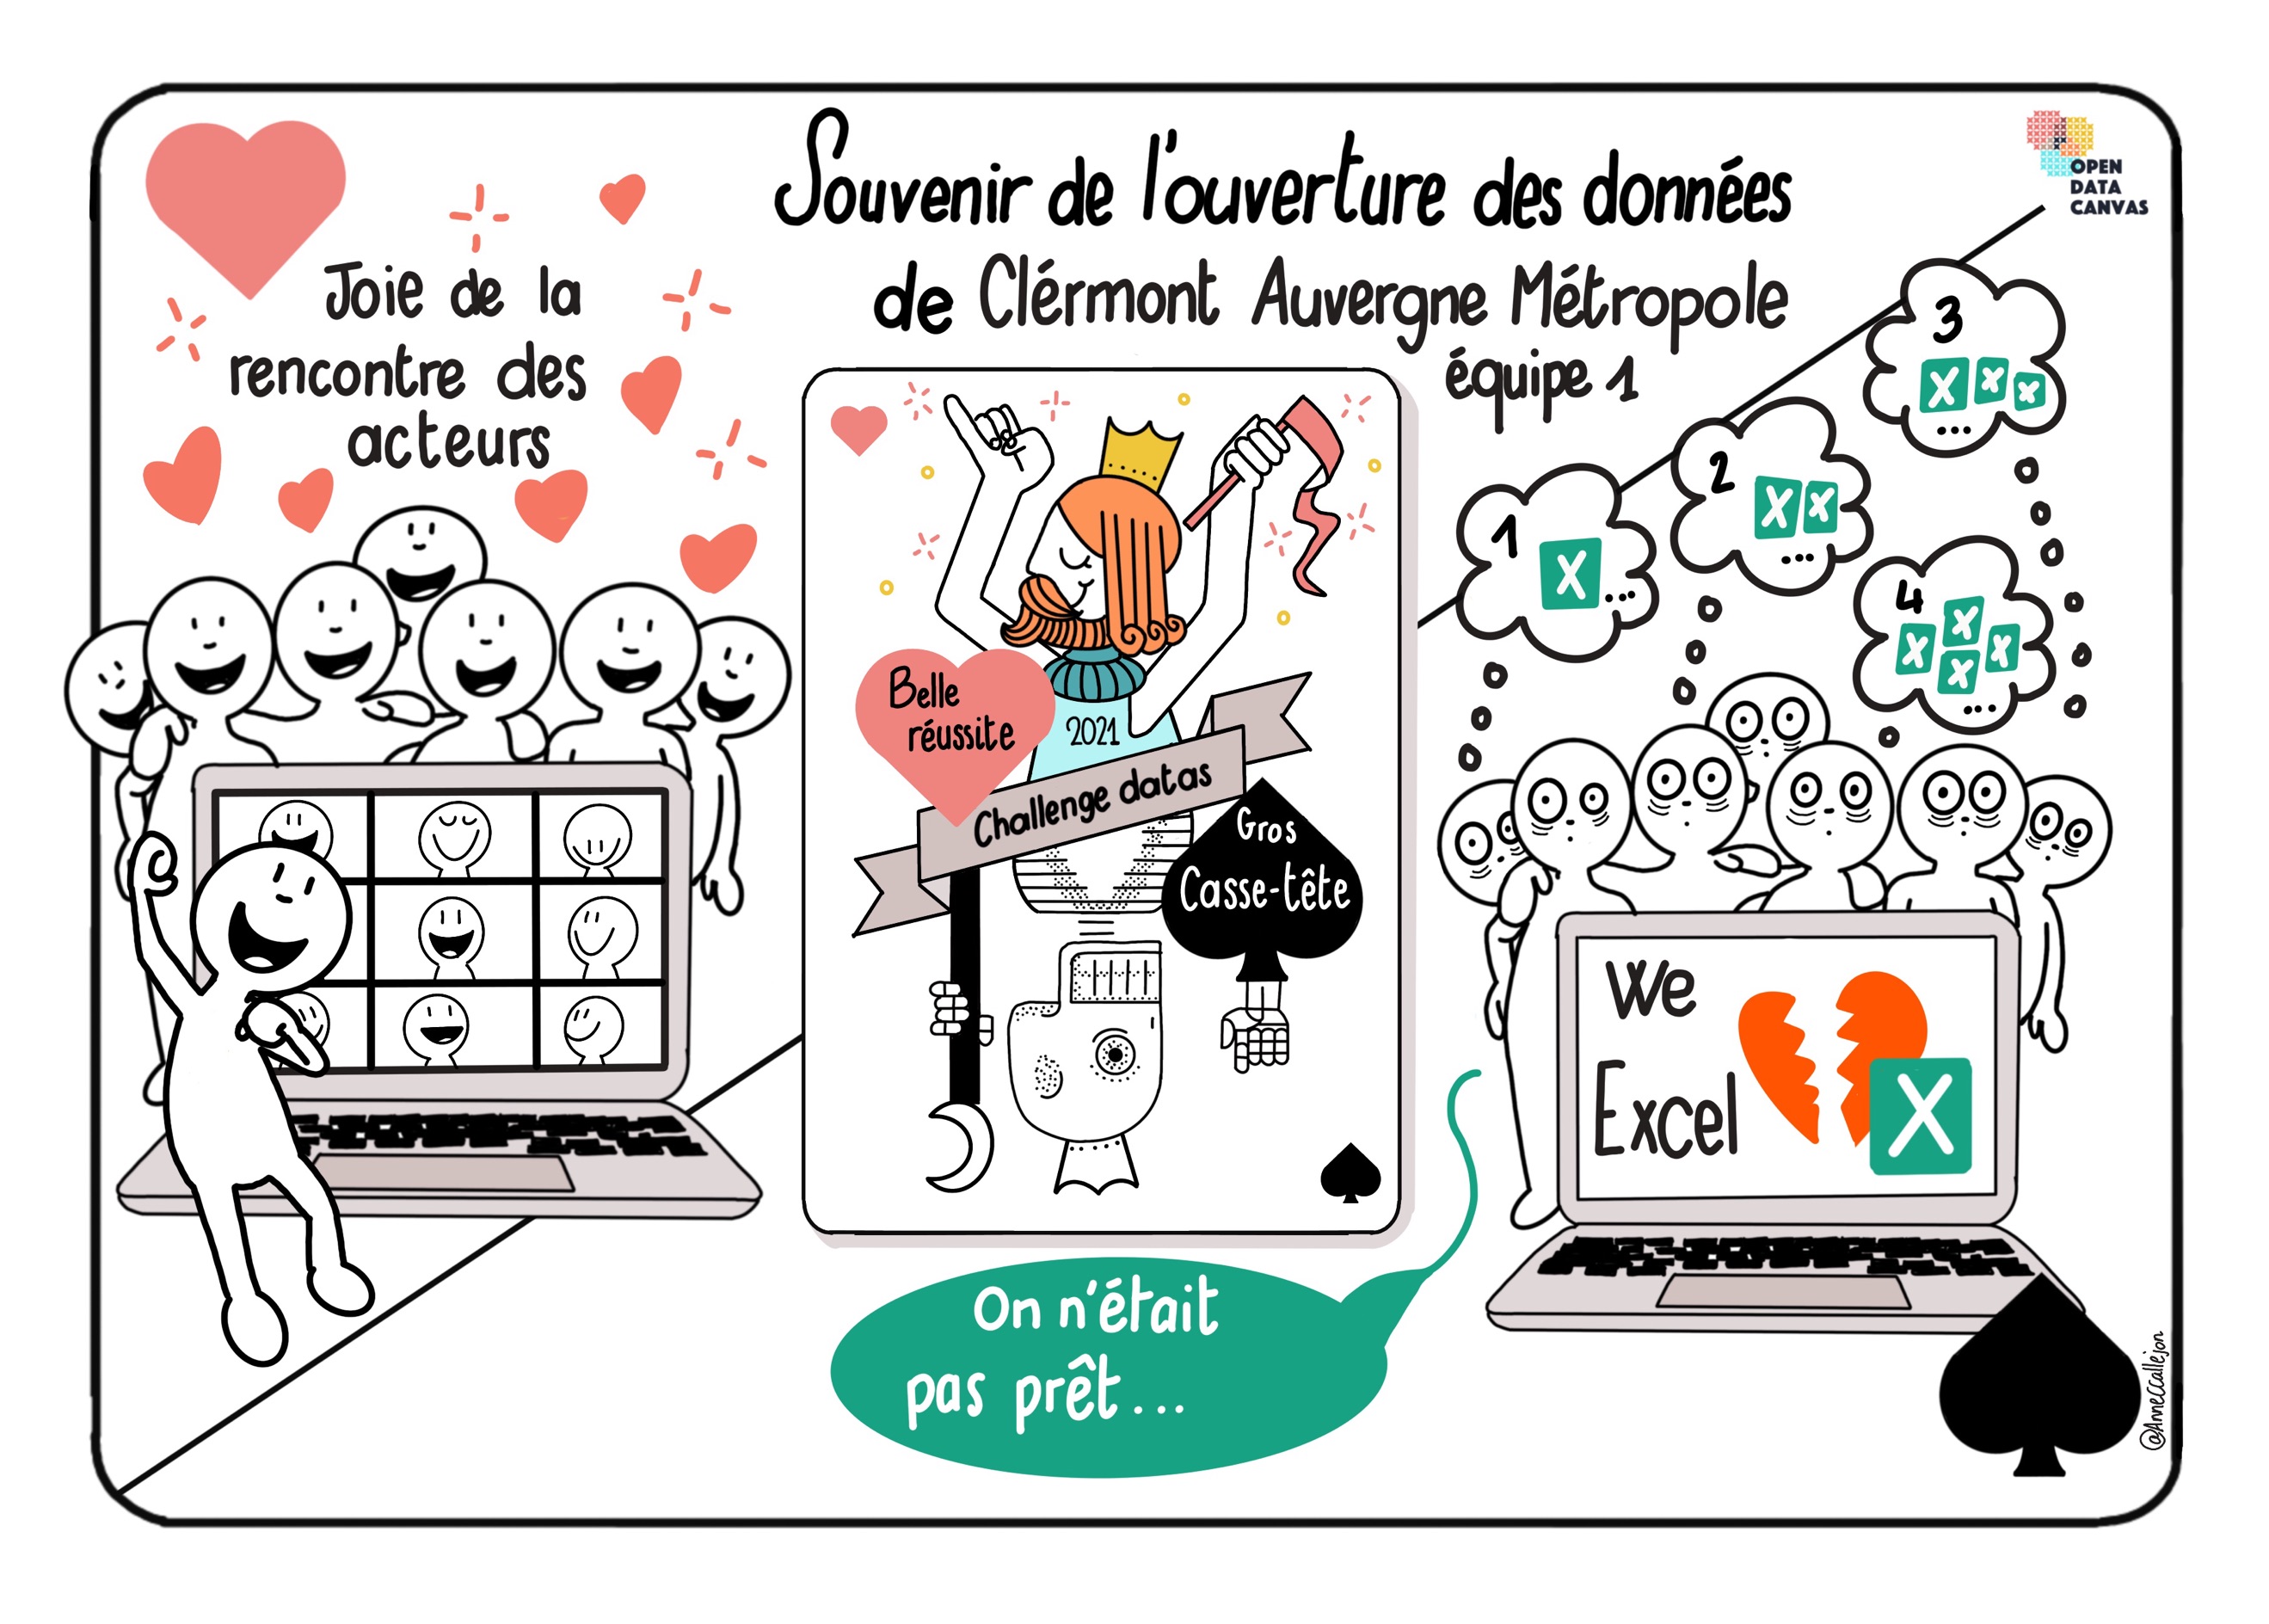 Souvenir de l'ouverture des données
de Clérmont Auvergne Métropole
équipe 1
OPEN
DATA
CANVAS
Joie de la
rencontre des
acteurs
Belle
réussite
2021
Challenge datas
Gros
Casse-tête
1
X
...
2
X X
...
3
X X X
...
4
X X X X
...
We
Excel
X
On n'était
pas prêt...
@AnneCCallejon